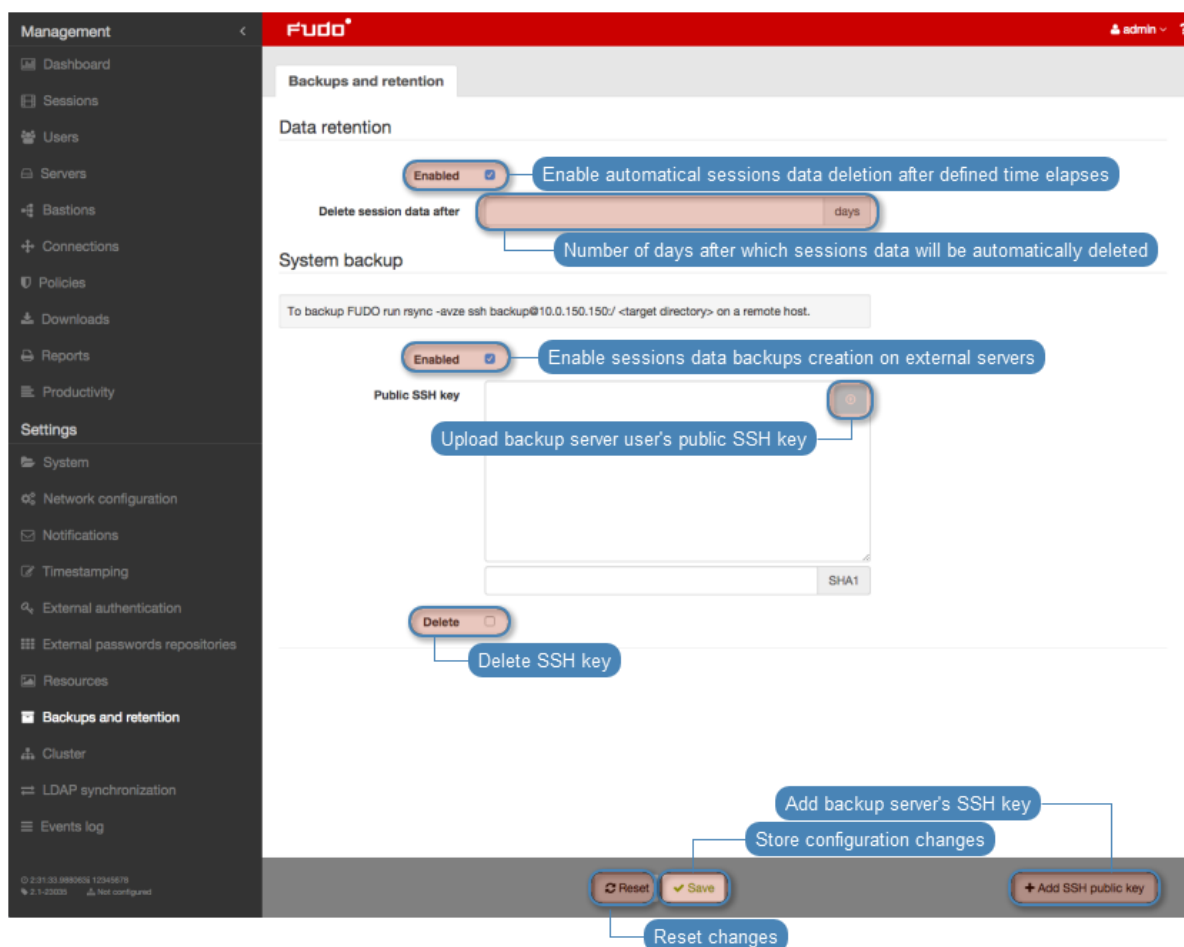 Management
Dashboard
Sessions
Users
Servers
Bastions
Connections
Policies
Downloads
Reports
Productivity
Settings
System
Network configuration
Notifications
Timestamping
External authentication
External passwords repositories
Resources
Backups and retention
Cluster
LDAP synchronization
Events log
2.1-23035 Not configured
FUDO
admin ?
Backups and retention
Data retention
Enabled
Enable automatical sessions data deletion after defined time elapses
Delete session data after
days
Number of days after which sessions data will be automatically deleted
System backup
To backup FUDO run rsync -avze ssh backup@10.0.150.150:/ <target directory> on a remote host.
Enabled
Enable sessions data backups creation on external servers
Public SSH key
Upload backup server user's public SSH key
SHA1
Delete
Delete SSH key
Add backup server's SSH key
Store configuration changes
Reset
Save
Add SSH public key
Reset changes